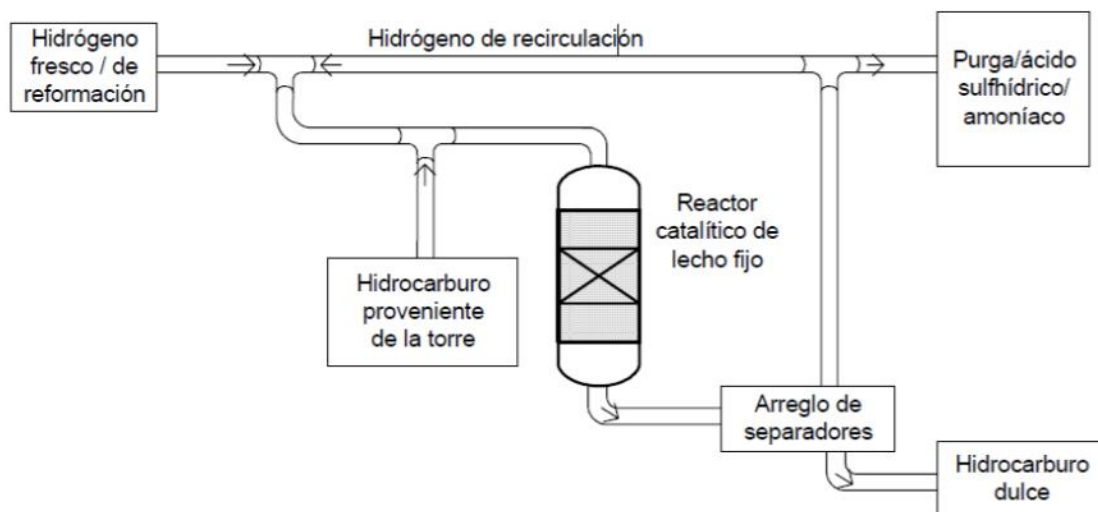 Hidrógeno
fresco / de
reformación
Hidrógeno de recirculación
Purga/ácido
sulfhídrico/
amoníaco
Reactor
catalítico de
lecho fijo
Hidrocarburo
proveniente
de la torre
Arreglo de
separadores
Hidrocarburo
dulce